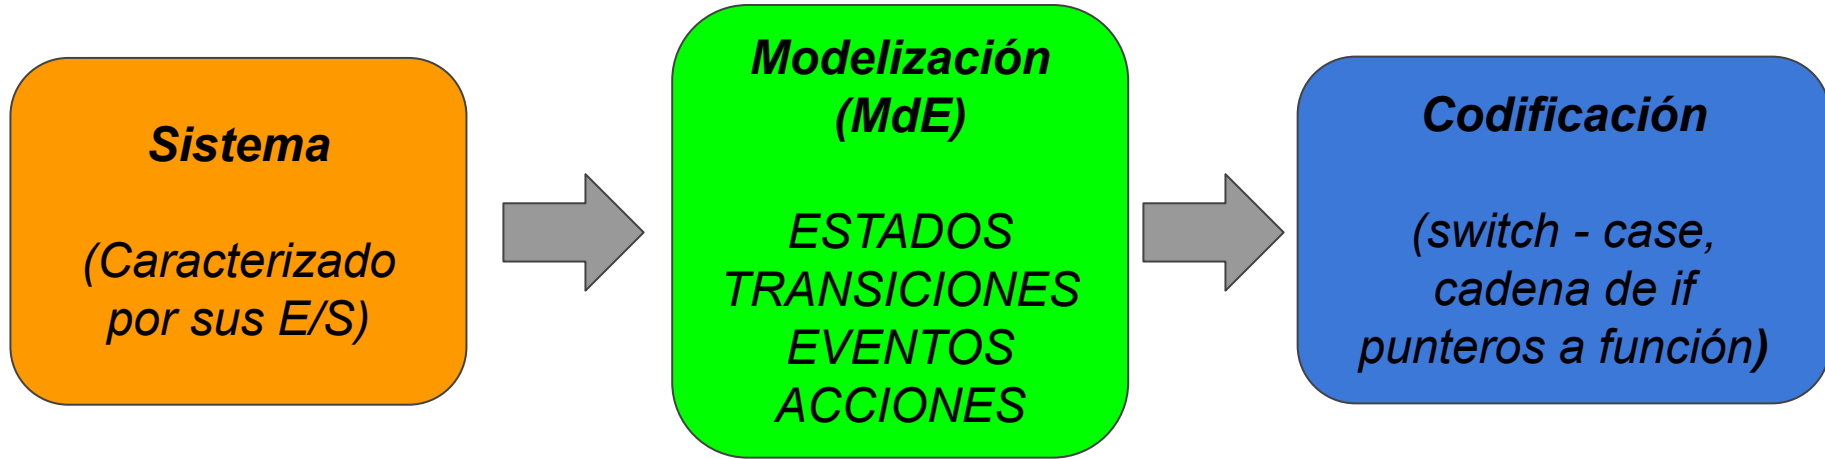 Sistema
(Caracterizado
por sus E/S)
Modelización
(MdE)
ESTADOS
TRANSICIONES
EVENTOS
ACCIONES
Codificación
(switch - case,
cadena de if
punteros a función)